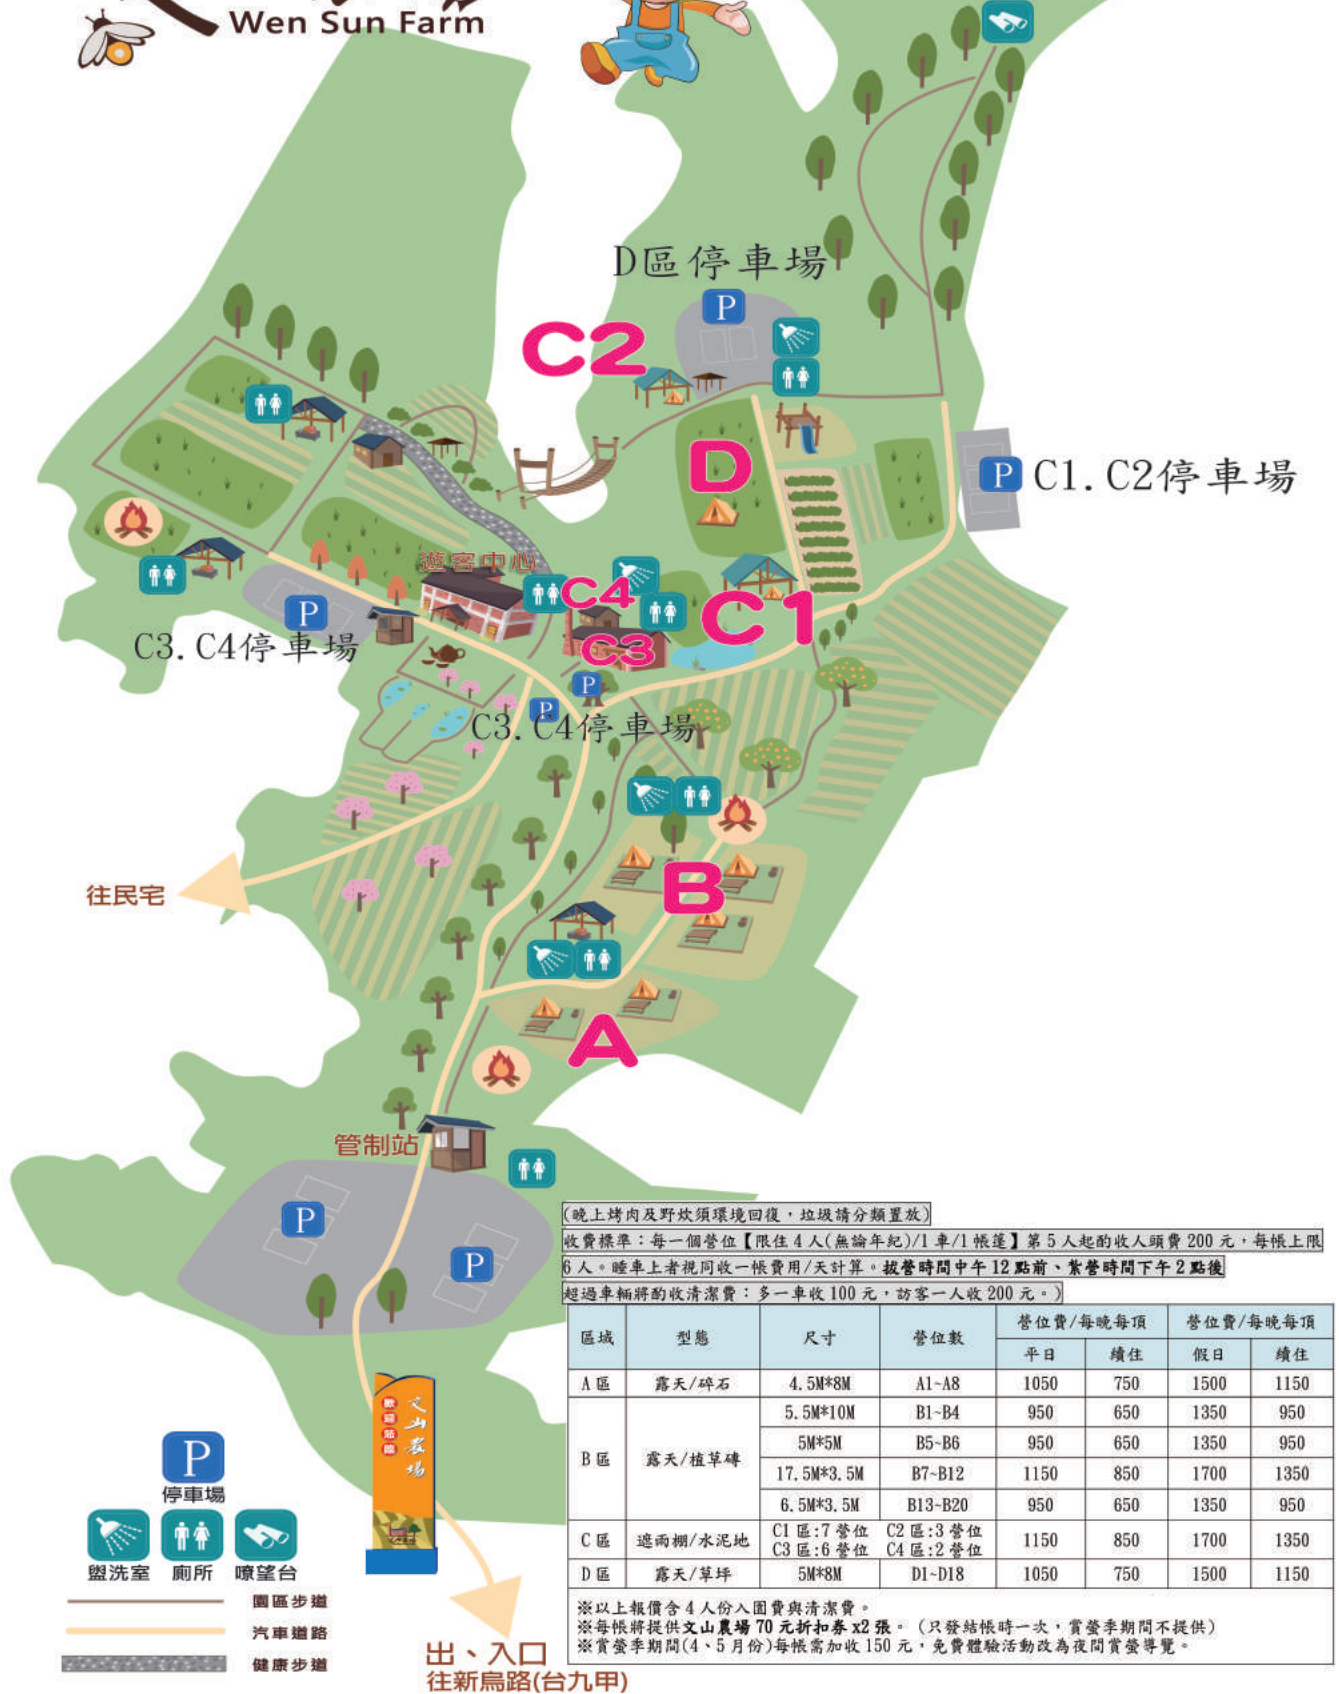 Wen Sun Farm
D區停車場
P
C2
D
P
C1.C2停車場
遊客中心
C4
C1
C3
P
C3.C4停車場
P
P
C3.C4停車場
往民宅
B
A
管制站
P
P
(晚上烤肉及野炊須環境回復，垃圾請分類置放)
收費標準：每一個營位【限住4人(無論年紀)/1車/1帳蓬】第5人起酌收人頭費200元，每帳上限
6人。睡車上者視同收一帳費用/天計算。拔營時間中午12點前、紮營時間下午2點後
超過車輛將酌收清潔費：多一車收100元，訪客一人收200元。)
區域 型態 尺寸 營位數 營位費/每晚每頂 營位費/每晚每頂
平日 續住 假日 續住
A區 露天/碎石 4.5M*8M A1~A8 1050 750 1500 1150
B區 露天/植草磚 5.5M*10M B1~B4 950 650 1350 950
5M*5M B5~B6 950 650 1350 950
17.5M*3.5M B7~B12 1150 850 1700 1350
6.5M*3.5M B13~B20 950 650 1350 950
C區 遮雨棚/水泥地 C1區:7營位 C2區:3營位 1150 850 1700 1350
C3區:6營位 C4區:2營位
D區 露天/草坪 5M*8M D1~D18 1050 750 1500 1150
※以上報價含4人份入園費與清潔費。
※每帳將提供文山農場70元折扣券x2張。(只發結帳時一次，賞螢季期間不提供)
※賞螢季期間(4、5月份)每帳需加收150元，免費體驗活動改為夜間賞螢導覽。
歡迎蒞臨
文山農場
P
停車場
盥洗室 廁所 瞭望台
園區步道
汽車道路
健康步道
出、入口
往新烏路(台九甲)